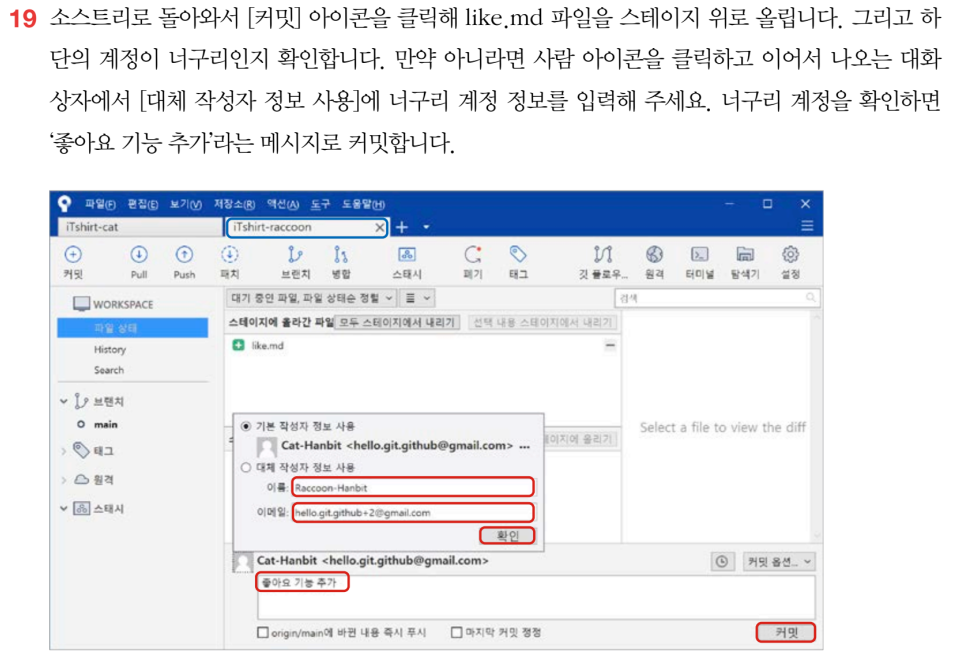 19 소스트리로 돌아와서 [커밋] 아이콘을 클릭해 like.md 파일을 스테이지 위로 올립니다. 그리고 하
단의 계정이 너구리인지 확인합니다. 만약 아니라면 사람 아이콘을 클릭하고 이어서 나오는 대화
상자에서 [대체 작성자 정보 사용]에 너구리 계정 정보를 입력해 주세요. 너구리 계정을 확인하면
‘좋아요 기능 추가’라는 메시지로 커밋합니다.
파일(F) 편집(E) 보기(V) 저장소(R) 액션(A) 도구 도움말(H)
iTshirt-cat iTshirt-raccoon
커밋 Pull Push 패치 브랜치 병합 스태시 폐기 태그 깃 플로우... 원격 터미널 탐색기 설정
WORKSPACE
파일 상태
History
Search
브랜치
main
태그
원격
스태시
대기 중인 파일, 파일 상태순 정렬 검색
스테이지에 올라간 파일 모두 스테이지에서 내리기 선택 내용 스테이지에서 내리기
like.md
Select a file to view the diff
이지에 올리기
기본 작성자 정보 사용
Cat-Hanbit <hello.git.github@gmail.com> ...
대체 작성자 정보 사용
이름: Raccoon-Hanbit
이메일: hello.git.github+2@gmail.com
확인
Cat-Hanbit <hello.git.github@gmail.com> 커밋 옵션...
좋아요 기능 추가
origin/main에 바뀐 내용 즉시 푸시 마지막 커밋 정정 커밋